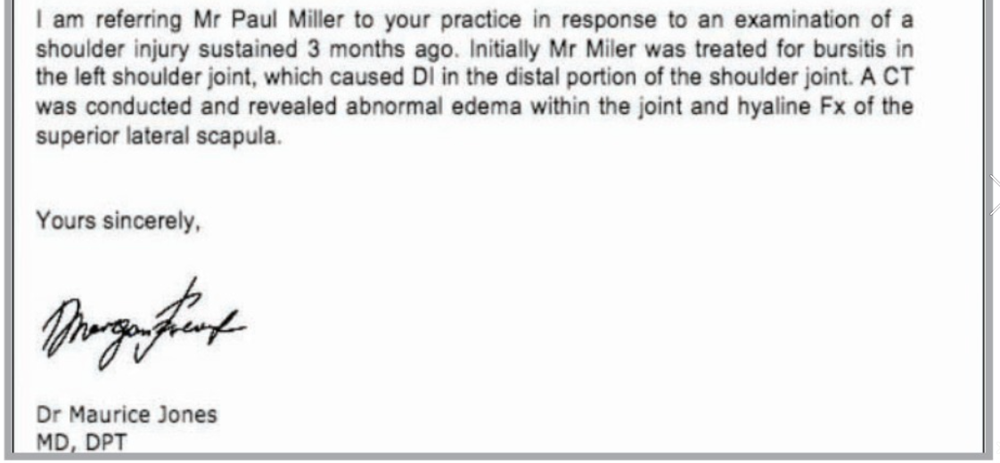 I am referring Mr Paul Miller to your practice in response to an examination of a
shoulder injury sustained 3 months ago. Initially Mr Miler was treated for bursitis in
the left shoulder joint, which caused DI in the distal portion of the shoulder joint. A CT
was conducted and revealed abnormal edema within the joint and hyaline Fx of the
superior lateral scapula.
Yours sincerely,
Dr Maurice Jones
MD, DPT